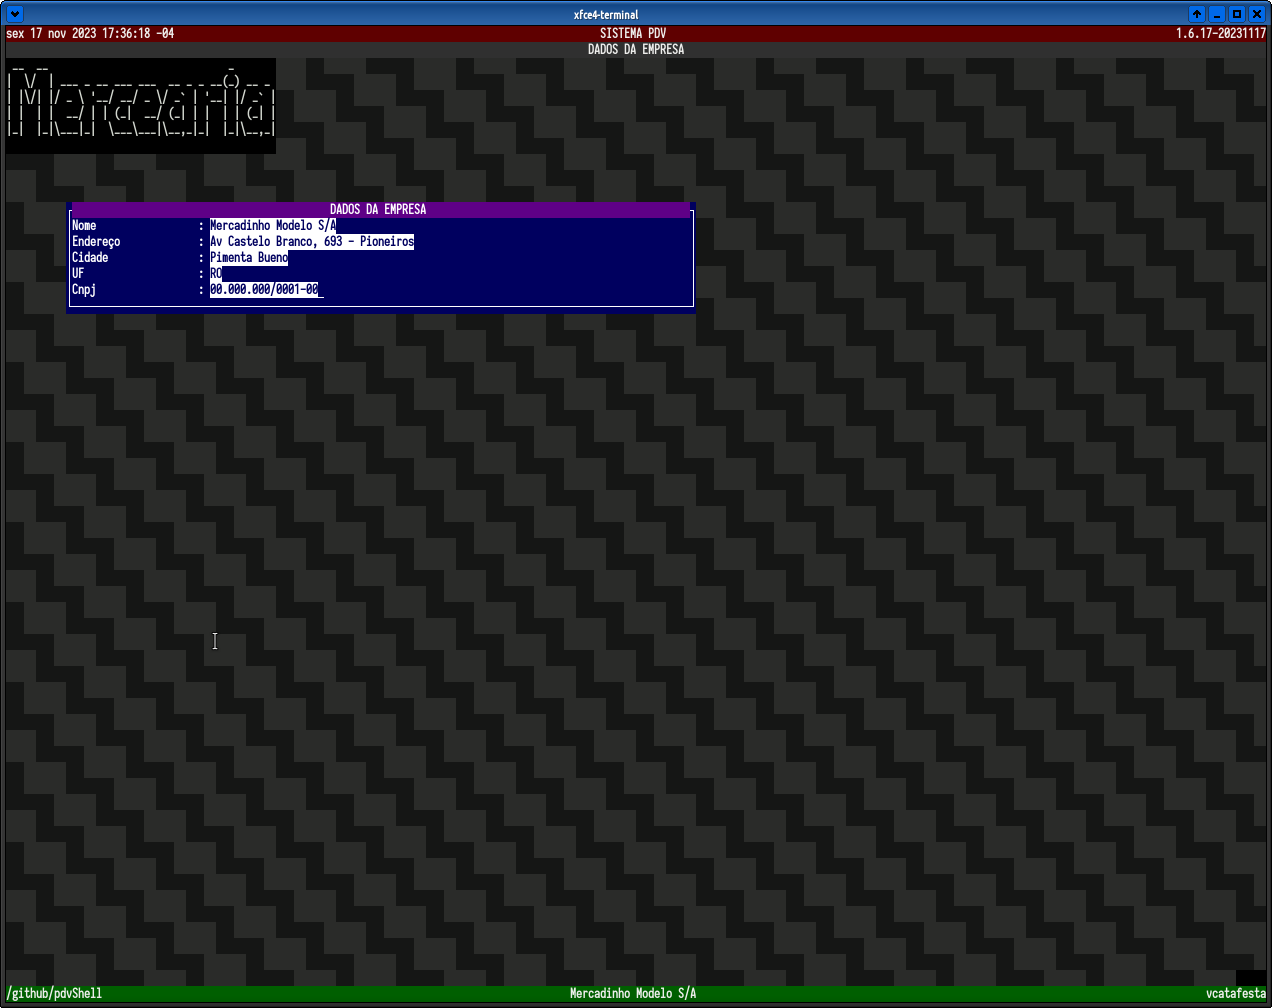 xfce4-terminal
sex 17 nov 2023 17:36:18 -04 SISTEMA PDV 1.6.17-20231117
DADOS DA EMPRESA
Mercearia
DADOS DA EMPRESA
Nome : Mercadinho Modelo S/A
Endereço : Av Castelo Branco, 693 - Pioneiros
Cidade : Pimenta Bueno
UF : RO
Cnpj : 00.000.000/0001-00
/github/pdvShell Mercadinho Modelo S/A vcatafesta